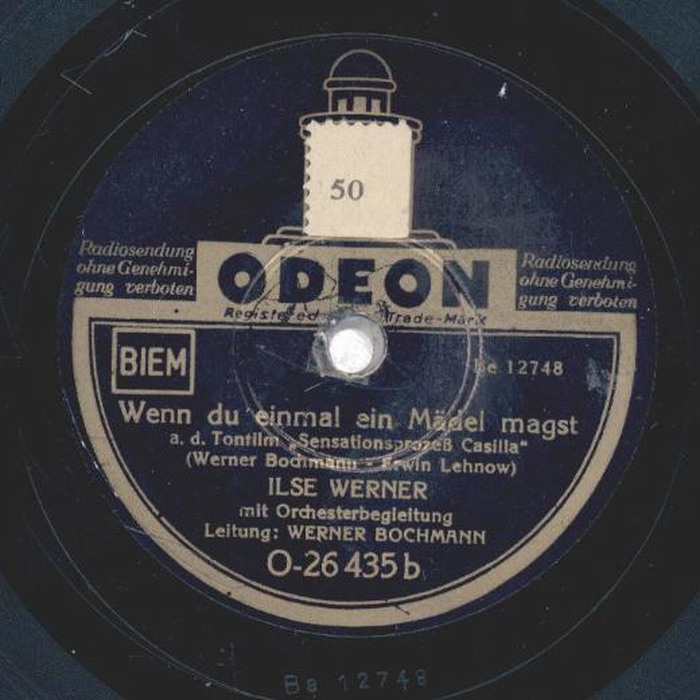 50
Radiosendung
ohne Genehmi-
gung verboten
ODEON
Registered Trade-Mark
Radiosendung
ohne Genehmi-
gung verboten
BIEM
Be 12748
Wenn du einmal ein Mädel magst
a. d. Tonfilm „Sensationsprozeß Casilla“
(Werner Bochmann - Erwin Lehnow)
ILSE WERNER
mit Orchesterbegleitung
Leitung: WERNER BOCHMANN
O-26 435 b
Be 12748